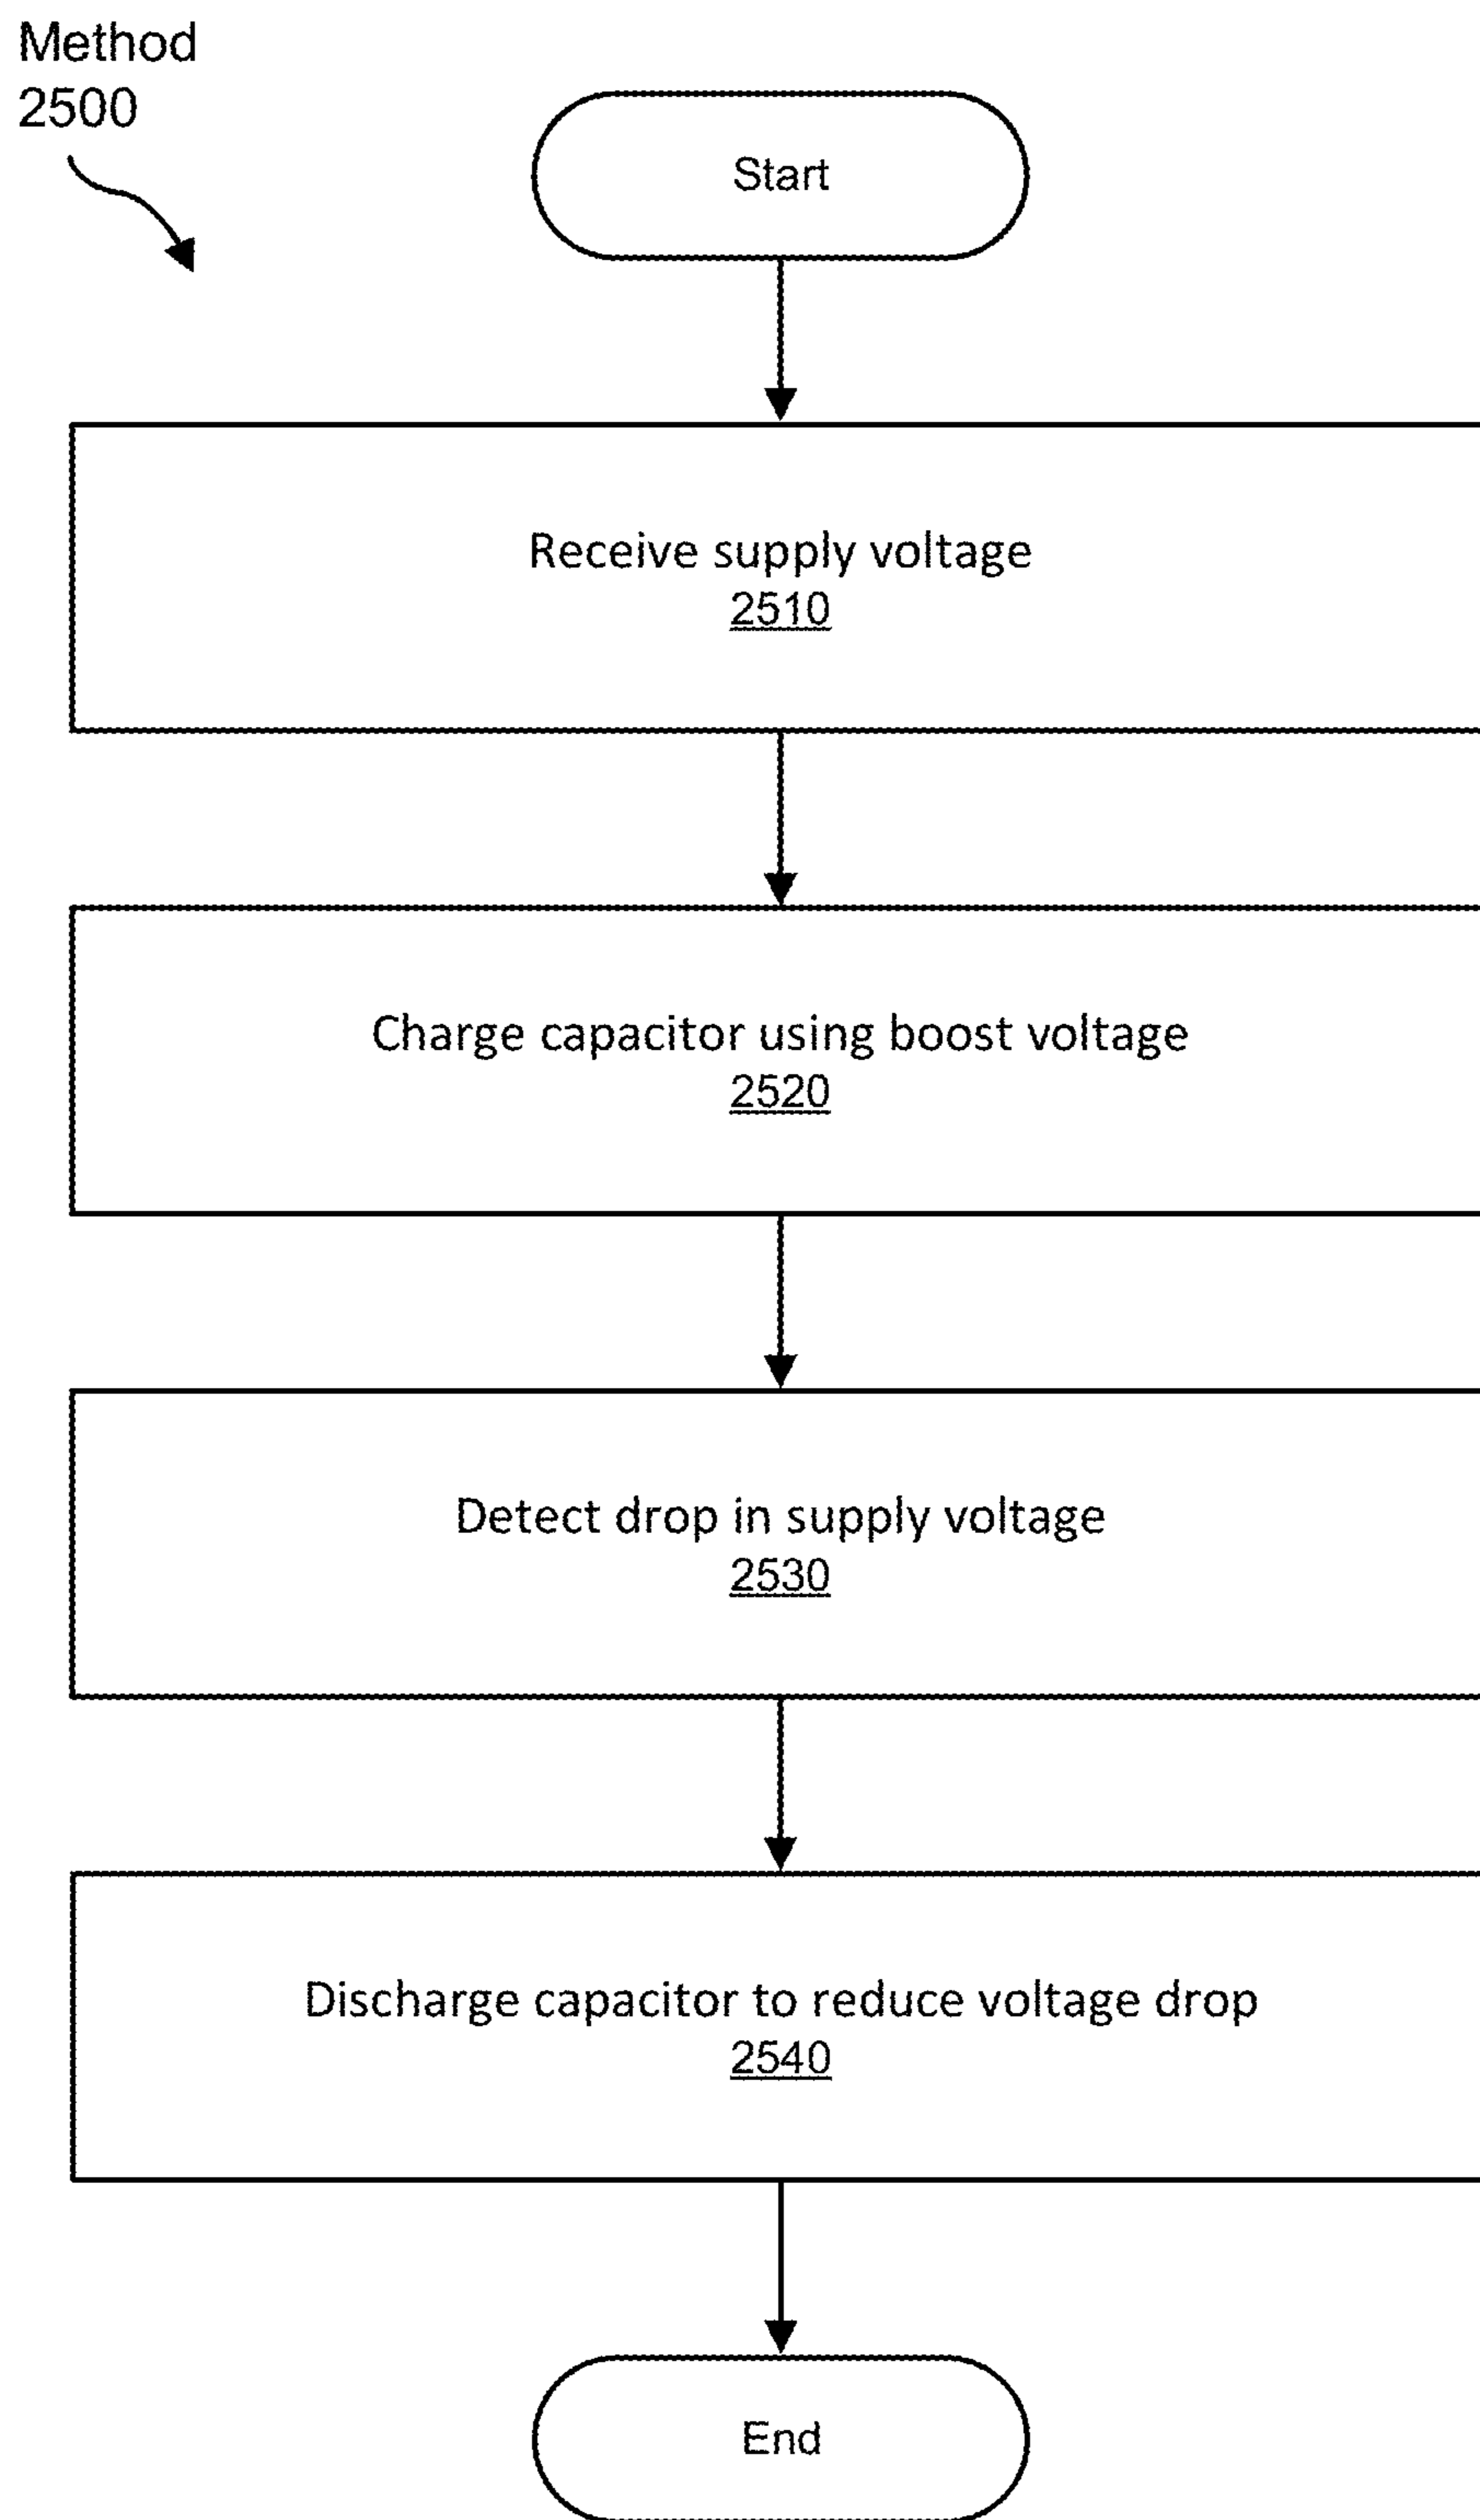 Method
2500
Start
Receive supply voltage
2510
Charge capacitor using boost voltage
2520
Detect drop in supply voltage
2530
Discharge capacitor to reduce voltage drop
2540
End